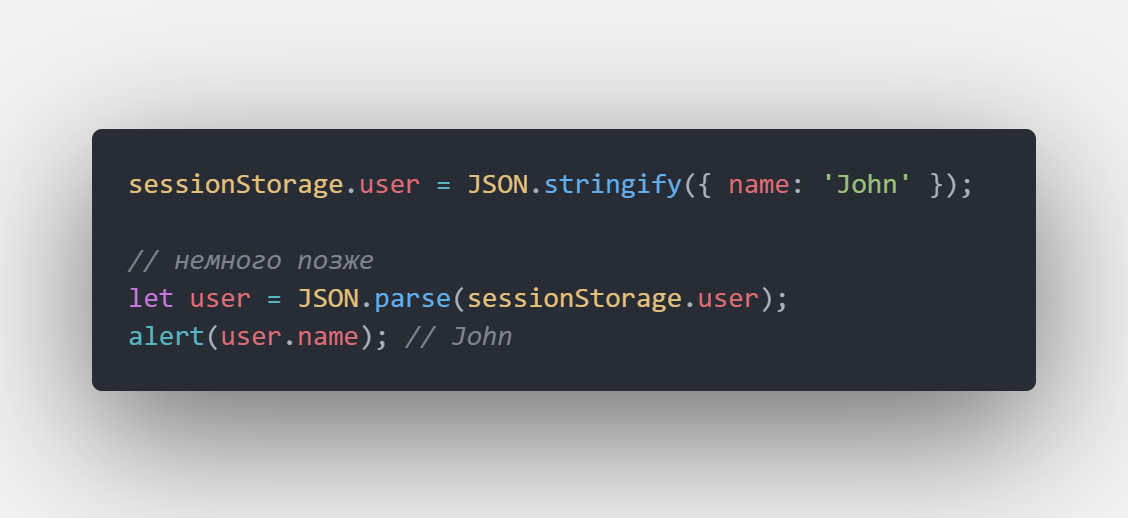 sessionStorage.user = JSON.stringify({ name: 'John' });
// немного позже
let user = JSON.parse(sessionStorage.user);
alert(user.name); // John